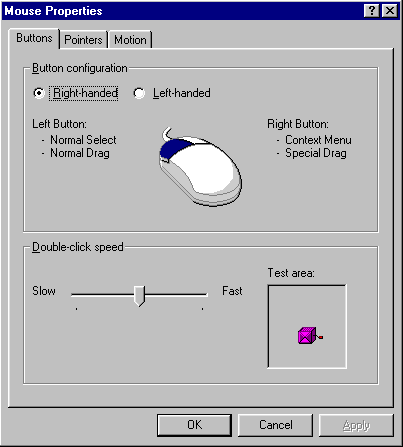 Mouse Properties
Buttons Pointers Motion
Button configuration
Right-handed Left-handed
Left Button: Right Button:
- Normal Select - Context Menu
- Normal Drag - Special Drag
Double-click speed
Test area:
Slow Fast
OK Cancel Apply